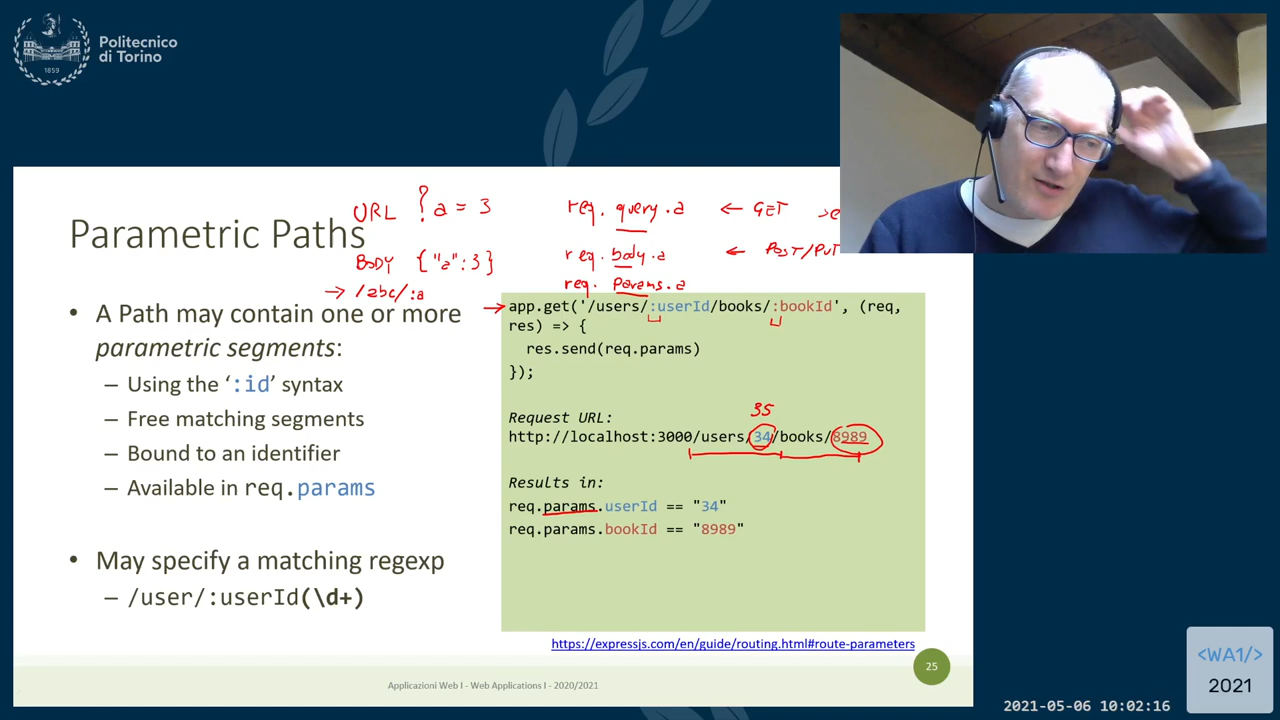 Politecnico
di Torino
1859
URL ?a = 3 req. query.a ← GET
Parametric Paths
BODY {"a":3} req. body.a ← POST/PUT
→ /abc/:a req. Params.a
• A Path may contain one or more
parametric segments:
– Using the ‘:id’ syntax
– Free matching segments
– Bound to an identifier
– Available in req.params
• May specify a matching regexp
– /user/:userId(\d+)
→ app.get('/users/:userId/books/:bookId', (req,
res) => {
res.send(req.params)
});
35
Request URL:
http://localhost:3000/users/34/books/8989
Results in:
req.params.userId == "34"
req.params.bookId == "8989"
https://expressjs.com/en/guide/routing.html#route-parameters
Applicazioni Web I - Web Applications I - 2020/2021
25
<WA1/>
2021
2021-05-06 10:02:16